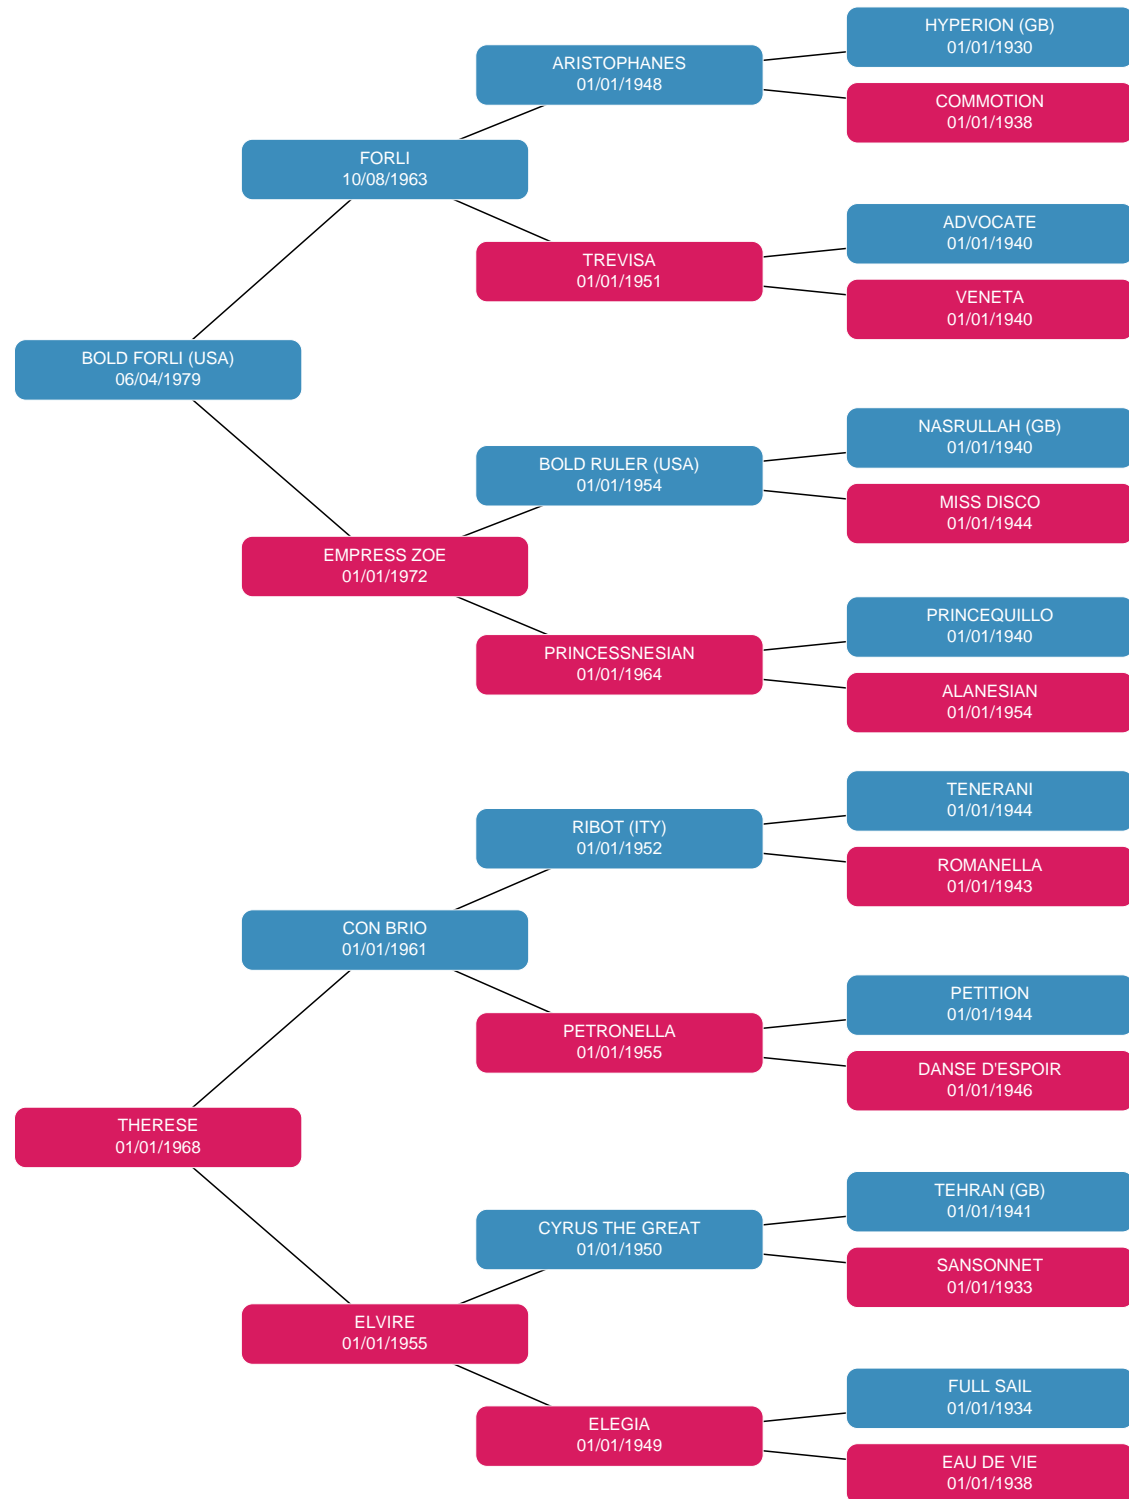 HYPERION (GB)
01/01/1930
ARISTOPHANES
01/01/1948
COMMOTION
01/01/1938
FORLI
10/08/1963
ADVOCATE
01/01/1940
TREVISA
01/01/1951
VENETA
01/01/1940
BOLD FORLI (USA)
06/04/1979
NASRULLAH (GB)
01/01/1940
BOLD RULER (USA)
01/01/1954
MISS DISCO
01/01/1944
EMPRESS ZOE
01/01/1972
PRINCEQUILLO
01/01/1940
PRINCESSNESIAN
01/01/1964
ALANESIAN
01/01/1954
TENERANI
01/01/1944
RIBOT (ITY)
01/01/1952
ROMANELLA
01/01/1943
CON BRIO
01/01/1961
PETITION
01/01/1944
PETRONELLA
01/01/1955
DANSE D'ESPOIR
01/01/1946
THERESE
01/01/1968
TEHRAN (GB)
01/01/1941
CYRUS THE GREAT
01/01/1950
SANSONNET
01/01/1933
ELVIRE
01/01/1955
FULL SAIL
01/01/1934
ELEGIA
01/01/1949
EAU DE VIE
01/01/1938